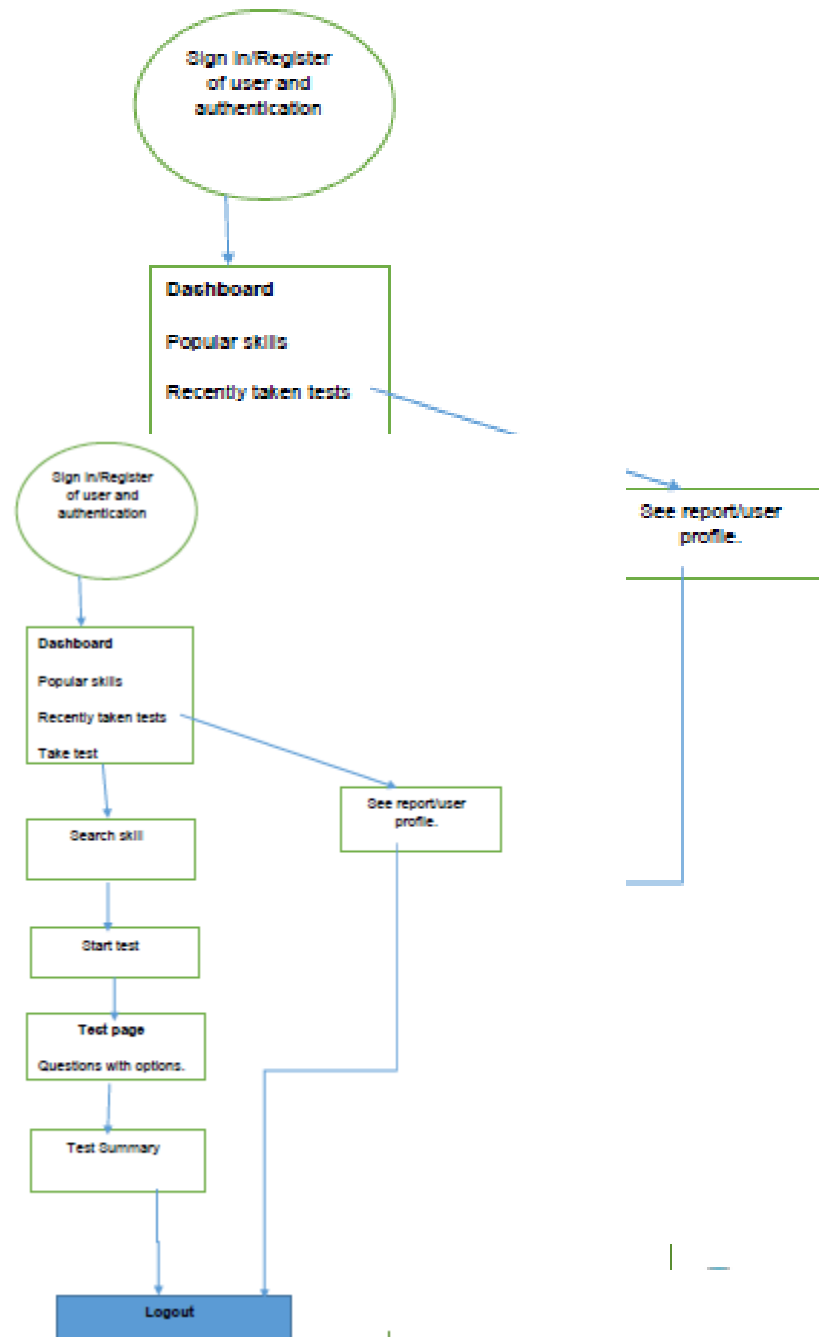 Sign in/Register
of user and
authentication
Dashboard
Popular skills
Recently taken tests
See report/user
profile.
Sign in/Register
of user and
authentication
Dashboard
Popular skills
Recently taken tests
Take test
See report/user
profile.
Search skill
Start test
Test page
Questions with options.
Test Summary
Logout